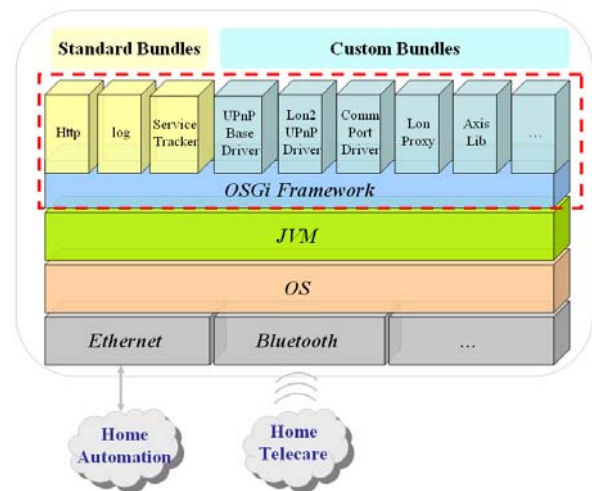 Standard Bundles
Custom Bundles
Http
log
Service
Tracker
UPnP
Base
Driver
Lon2
UPnP
Driver
Comm
Port
Driver
Lon
Proxy
Axis
Lib
...
OSGi Framework
JVM
OS
Ethernet
Bluetooth
...
Home
Automation
Home
Telecare